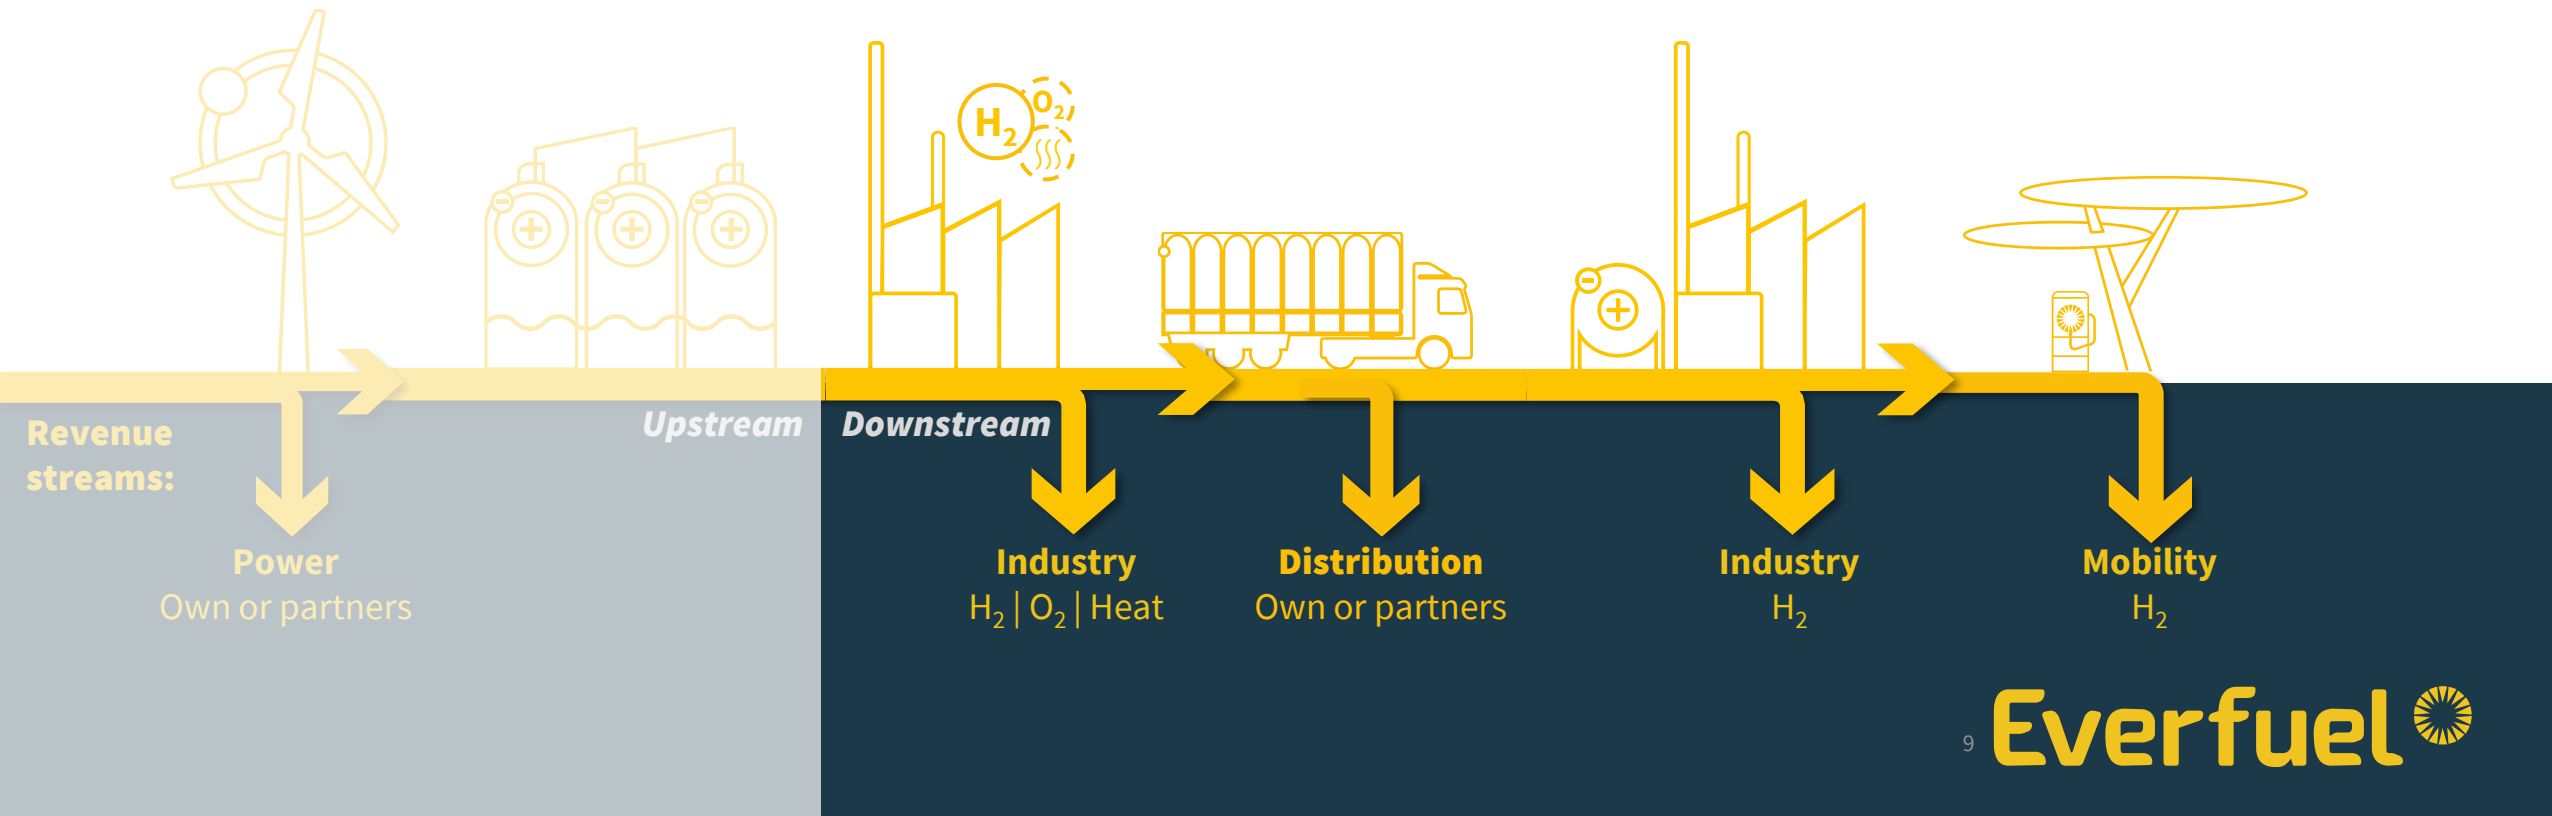 H₂
O₂
Upstream
Downstream
Revenue
streams:
Power
Own or partners
Industry
H₂ | O₂ | Heat
Distribution
Own or partners
Industry
H₂
Mobility
H₂
9
Everfuel